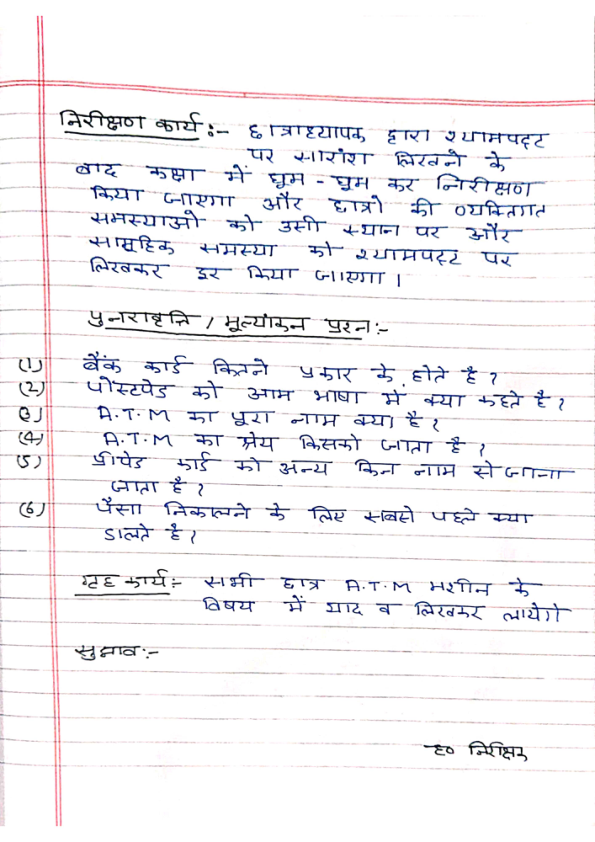 निरीक्षण कार्य :- छात्राध्यापक द्वारा श्यामपट्ट
पर सारांश लिखने के
बाद कक्षा में घूम - घूम कर निरीक्षण
किया जाएगा और छात्रो की व्यक्तिगत
समस्याओ को उसी स्थान पर और
सामूहिक समस्या को श्यामपट्ट पर
लिखकर दूर किया जाएगा ।
पुनरावृत्ति / मूल्यांकन प्रश्न :-
(1) बैंक कार्ड कितने प्रकार के होते है ?
(2) पोस्टपेड को आम भाषा में क्या कहते है ?
(3) A.T.M का पूरा नाम क्या है ?
(4) A.T.M का श्रेय किसको जाता है ?
(5) प्रीपेड कार्ड को अन्य किन नाम से जाना
जाता है ?
(6) पैसा निकालने के लिए सबसे पहले क्या
डालते है ?
गृह कार्य :- सभी छात्र A.T.M मशीन के
विषय में याद व लिखकर लायेगे
सुझाव :-
ह० निरीक्षक